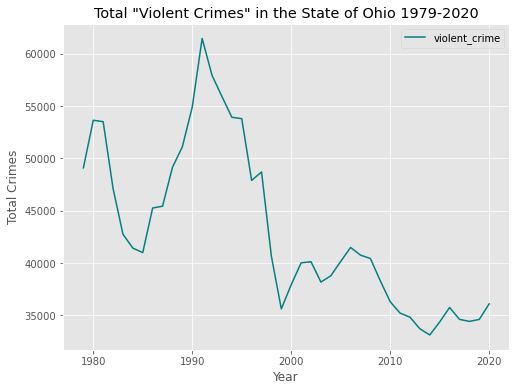 Total "Violent Crimes" in the State of Ohio 1979-2020
violent_crime
60000
55000
50000
45000
40000
35000
Total Crimes
1980
1990
2000
2010
2020
Year